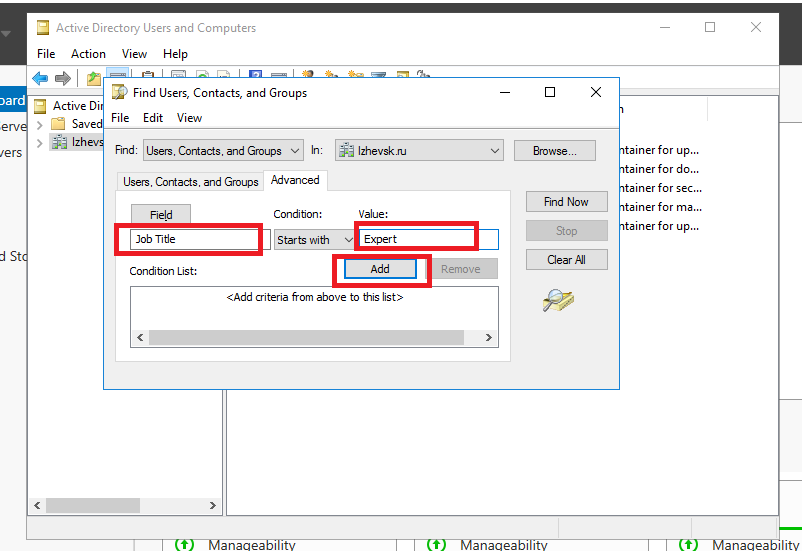 Active Directory Users and Computers
File Action View Help
Find Users, Contacts, and Groups
File Edit View
Find: Users, Contacts, and Groups In: Izhevsk.ru Browse...
Users, Contacts, and Groups Advanced
Field Condition: Value:
Job Title Starts with Expert
Add Remove
Condition List:
<Add criteria from above to this list>
Find Now
Stop
Clear All
Active Dir
Saved
Izhevs
ntainer for up...
ntainer for do...
ntainer for sec...
ntainer for ma...
ntainer for up...
board
Serve
vers
d Sto
Manageability
Manageability
Manageability